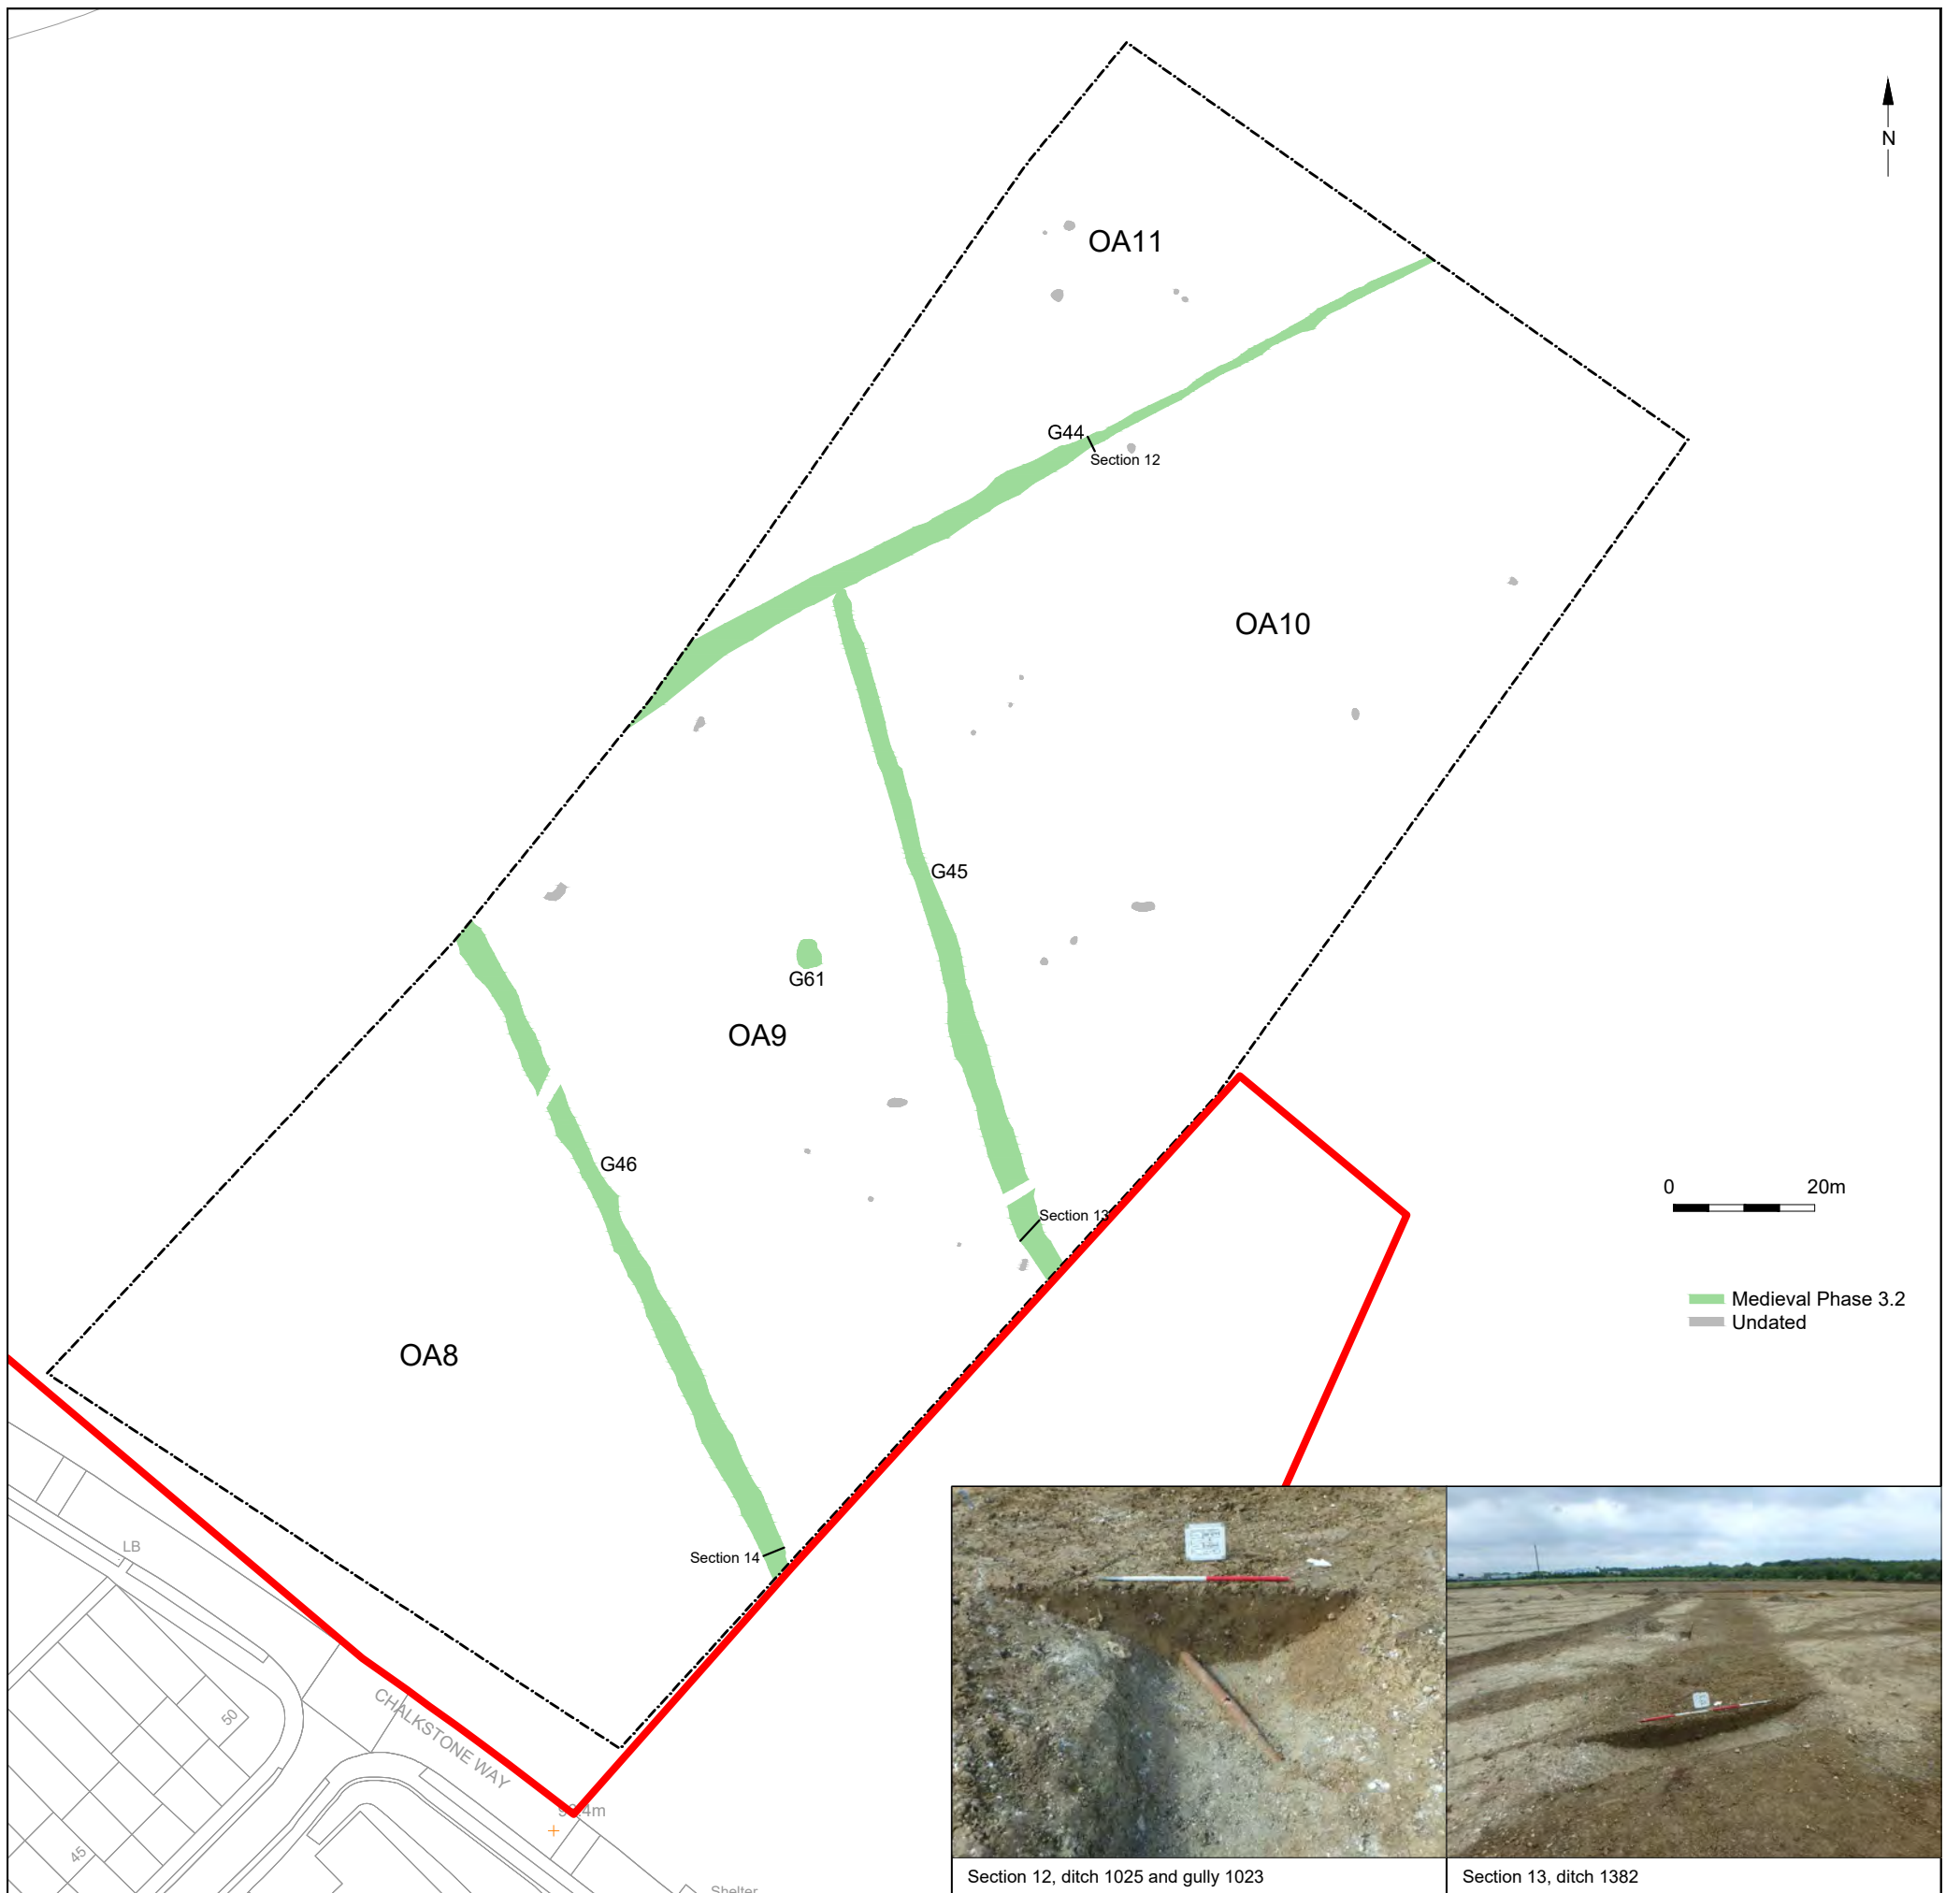 N
OA11
G44
Section 12
OA10
G45
G61
OA9
G46
Section 13
0 20m
Medieval Phase 3.2
Undated
OA8
Section 14
LB
50
CHALKSTONE WAY
45
Shelter
Section 12, ditch 1025 and gully 1023
Section 13, ditch 1382